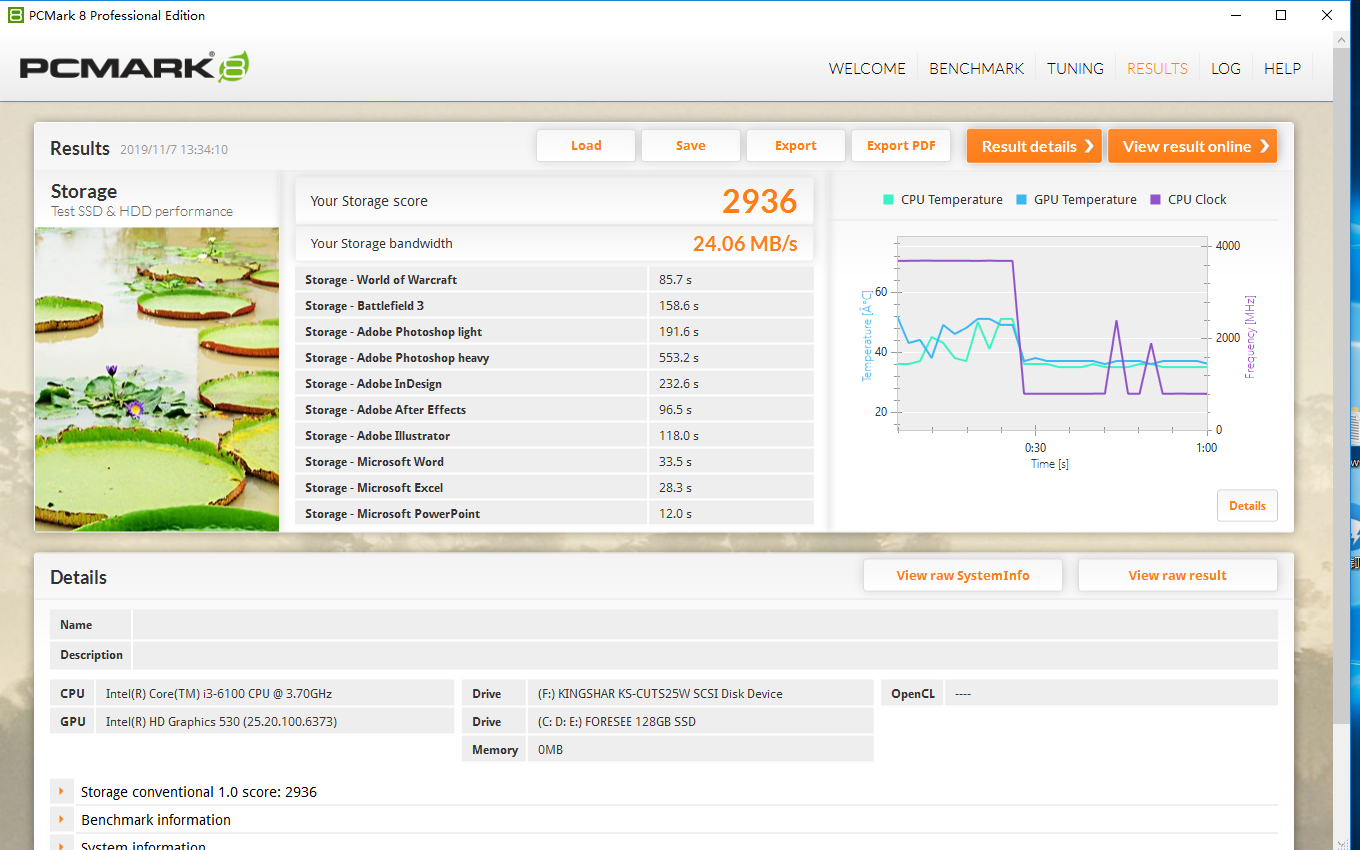 PCMark 8 Professional Edition
PCMARK® 8
WELCOME BENCHMARK TUNING RESULTS LOG HELP
Results 2019/11/7 13:34:10
Load Save Export Export PDF Result details ❯ View result online ❯
Storage
Test SSD & HDD performance
Your Storage score 2936
Your Storage bandwidth 24.06 MB/s
Storage - World of Warcraft 85.7 s
Storage - Battlefield 3 158.6 s
Storage - Adobe Photoshop light 191.6 s
Storage - Adobe Photoshop heavy 553.2 s
Storage - Adobe InDesign 232.6 s
Storage - Adobe After Effects 96.5 s
Storage - Adobe Illustrator 118.0 s
Storage - Microsoft Word 33.5 s
Storage - Microsoft Excel 28.3 s
Storage - Microsoft PowerPoint 12.0 s
CPU Temperature GPU Temperature CPU Clock
Temperature [Â°C]
60
40
20
4000
2000
0
Frequency [MHz]
0:30 1:00
Time [s]
Details
Details
View raw SystemInfo View raw result
Name
Description
CPU Intel(R) Core(TM) i3-6100 CPU @ 3.70GHz
GPU Intel(R) HD Graphics 530 (25.20.100.6373)
Drive (F:) KINGSHAR KS-CUTS25W SCSI Disk Device
Drive (C: D: E:) FORESEE 128GB SSD
Memory 0MB
OpenCL ----
Storage conventional 1.0 score: 2936
Benchmark information
System information